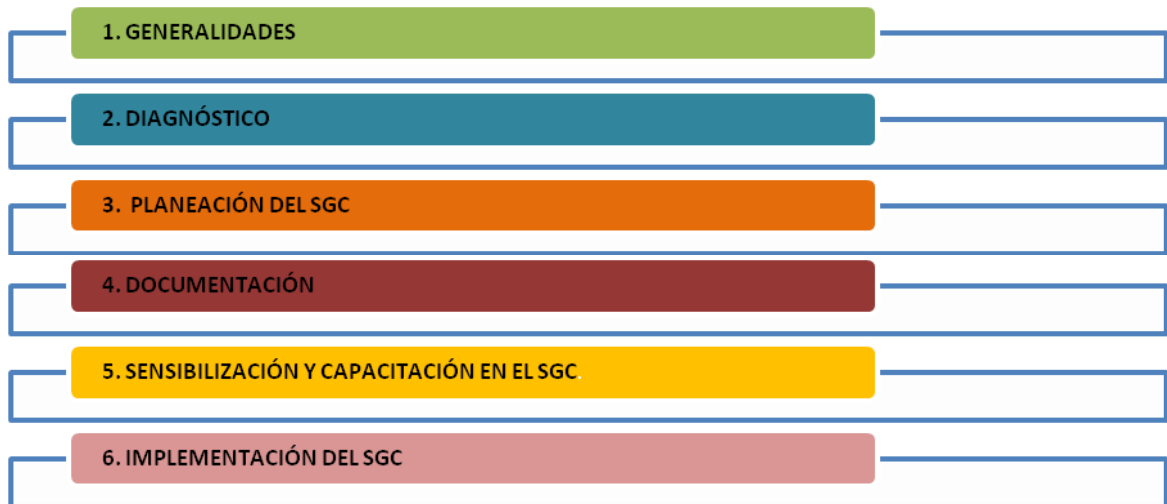 1. GENERALIDADES
2. DIAGNÓSTICO
3. PLANEACIÓN DEL SGC
4. DOCUMENTACIÓN
5. SENSIBILIZACIÓN Y CAPACITACIÓN EN EL SGC.
6. IMPLEMENTACIÓN DEL SGC